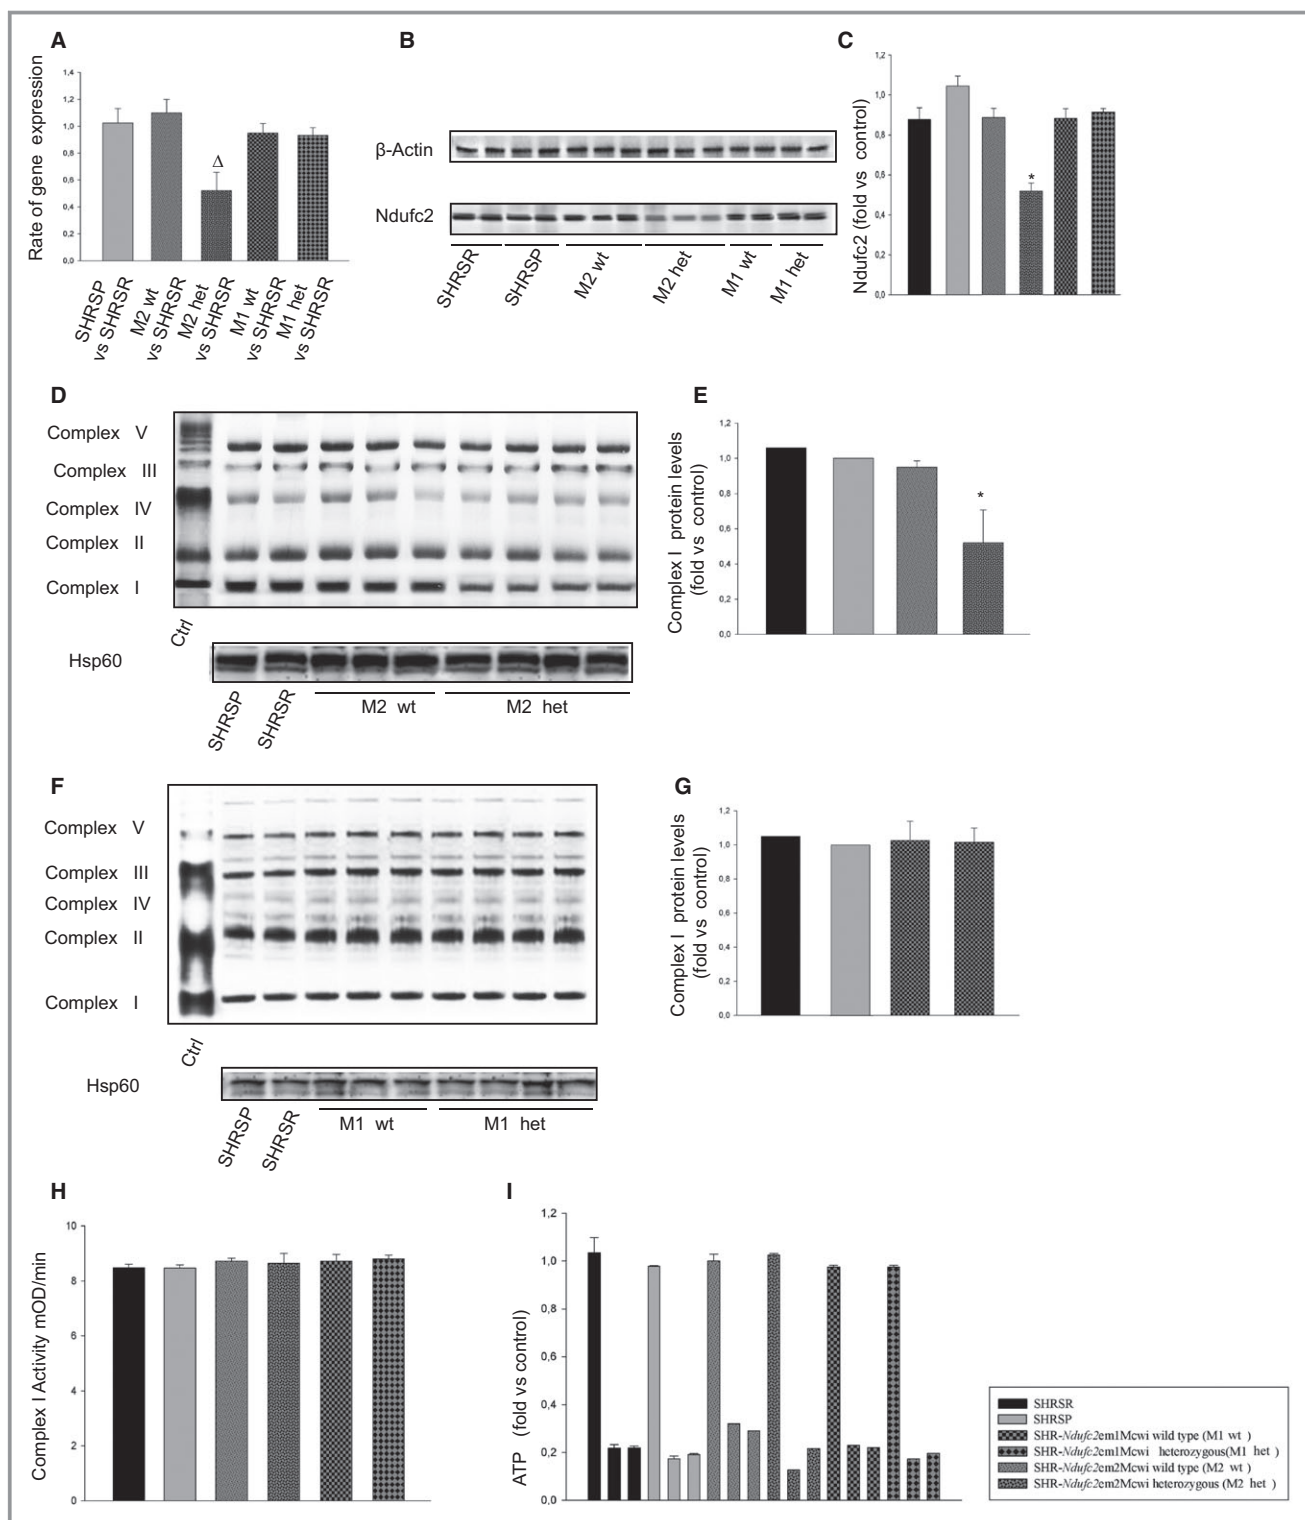 A
Rate of gene expression
1,4
1,2
1,0
0,8
0,6
0,4
0,2
0,0
Δ
SHRSP
vs SHRSR
M2 wt
vs SHRSR
M2 het
vs SHRSR
M1 wt
vs SHRSR
M1 het
vs SHRSR
B
β-Actin
Ndufc2
SHRSR
SHRSP
M2 wt
M2 het
M1 wt
M1 het
C
Ndufc2 (fold vs control)
1,2
1,0
0,8
0,6
0,4
0,2
0,0
*
D
Complex V
Complex III
Complex IV
Complex II
Complex I
Ctrl
Hsp60
SHRSP
SHRSR
M2 wt
M2 het
E
Complex I protein levels
(fold vs control)
1,2
1,0
0,8
0,6
0,4
0,2
0,0
*
F
Complex V
Complex III
Complex IV
Complex II
Complex I
Ctrl
Hsp60
SHRSP
SHRSR
M1 wt
M1 het
G
Complex I protein levels
(fold vs control)
1,2
1,0
0,8
0,6
0,4
0,2
0,0
H
Complex I Activity mOD/min
10
8
6
4
2
0
I
ATP (fold vs control)
1,2
1,0
0,8
0,6
0,4
0,2
0,0
SHRSR
SHRSP
SHR-Ndufc2em1Mcwi wild type (M1 wt )
SHR-Ndufc2em1Mcwi heterozygous(M1 het )
SHR-Ndufc2em2Mcwi wild type (M2 wt)
SHR-Ndufc2em2Mcwi heterozygous (M2 het )